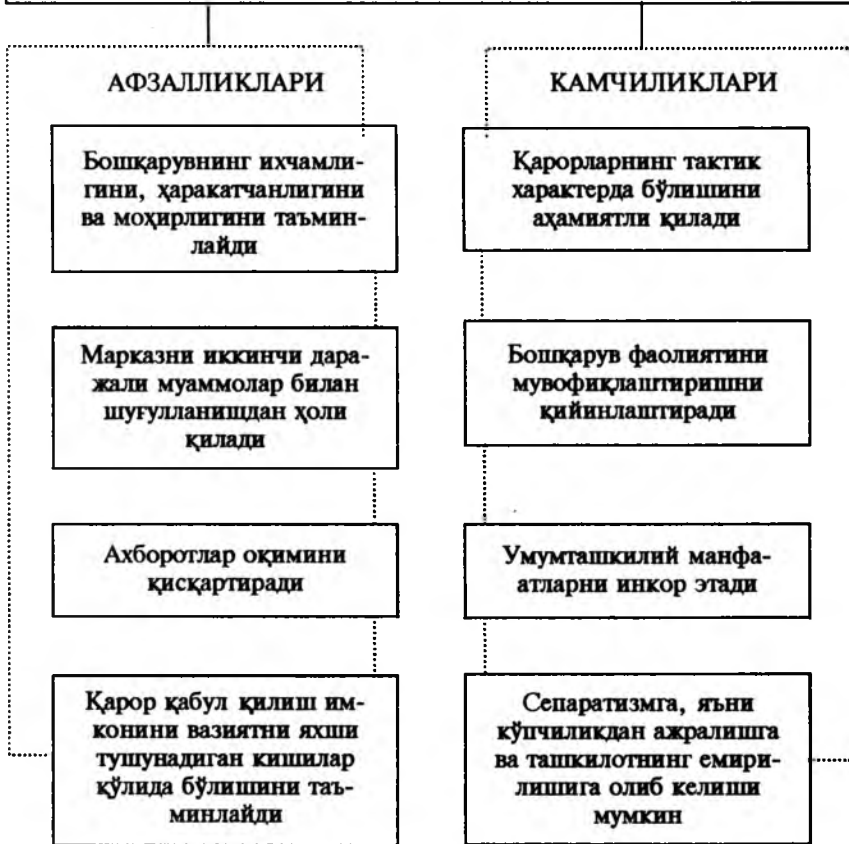 АФЗАЛЛИКЛАРИ
Бошқарувнинг ихчамли-
гини, ҳаракатчанлигини
ва моҳирлигини таъмин-
лайди
Марказни иккинчи дара-
жали муаммолар билан
шуғулланишдан ҳоли
қилади
Ахборотлар оқимини
қисқартиради
Қарор қабул қилиш им-
конини вазиятни яхши
тушунадиган кишилар
қўлида бўлишини таъ-
минлайди
КАМЧИЛИКЛАРИ
Қарорларнинг тактик
характерда бўлишини
аҳамиятли қилади
Бошқарув фаолиятини
мувофиқлаштиришни
қийинлаштиради
Умумташкилий манфа-
атларни инкор этади
Сепаратизмга, яъни
кўпчиликдан ажралишга
ва ташкилотнинг емири-
лишига олиб келиши
мумкин